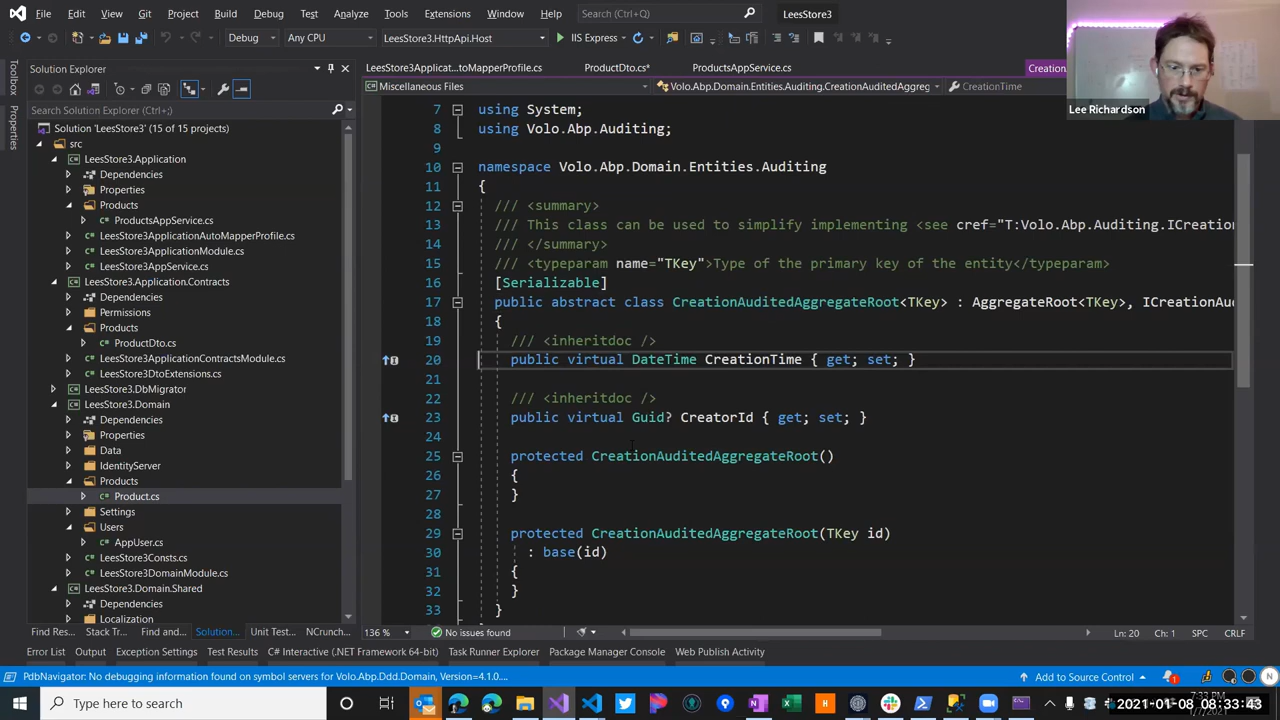 File Edit View Git Project Build Debug Test Analyze Tools Extensions Window Help Search (Ctrl+Q) LeesStore3
Debug Any CPU LeesStore3.HttpApi.Host IIS Express
Lee Richardson
Toolbox
Properties
Solution Explorer
Search Solution Explorer (Ctrl+;)
Solution 'LeesStore3' (15 of 15 projects)
src
LeesStore3.Application
Dependencies
Properties
Products
ProductsAppService.cs
LeesStore3ApplicationAutoMapperProfile.cs
LeesStore3ApplicationModule.cs
LeesStore3AppService.cs
LeesStore3.Application.Contracts
Dependencies
Permissions
Products
ProductDto.cs
LeesStore3ApplicationContractsModule.cs
LeesStore3DtoExtensions.cs
LeesStore3.DbMigrator
LeesStore3.Domain
Dependencies
Properties
Data
IdentityServer
Products
Product.cs
Settings
Users
AppUser.cs
LeesStore3Consts.cs
LeesStore3DomainModule.cs
LeesStore3.Domain.Shared
Dependencies
Localization
Find Res... Stack Tr... Find and... Solution... Unit Test... NCrunch...
LeesStore3Applicat...toMapperProfile.cs ProductDto.cs* ProductsAppService.cs Creation
Miscellaneous Files Volo.Abp.Domain.Entities.Auditing.CreationAuditedAggreg CreationTime
7 using System;
8 using Volo.Abp.Auditing;
9
10 namespace Volo.Abp.Domain.Entities.Auditing
11 {
12 /// <summary>
13 /// This class can be used to simplify implementing <see cref="T:Volo.Abp.Auditing.ICreation
14 /// </summary>
15 /// <typeparam name="TKey">Type of the primary key of the entity</typeparam>
16 [Serializable]
17 public abstract class CreationAuditedAggregateRoot<TKey> : AggregateRoot<TKey>, ICreationAu
18 {
19 /// <inheritdoc />
20 public virtual DateTime CreationTime { get; set; }
21
22 /// <inheritdoc />
23 public virtual Guid? CreatorId { get; set; }
24
25 protected CreationAuditedAggregateRoot()
26 {
27 }
28
29 protected CreationAuditedAggregateRoot(TKey id)
30 : base(id)
31 {
32 }
33 }
136 % No issues found Ln: 20 Ch: 1 SPC CRLF
Error List Output Exception Settings Test Results C# Interactive (.NET Framework 64-bit) Task Runner Explorer Package Manager Console Web Publish Activity
PdbNavigator: No debugging information found on symbol servers for Volo.Abp.Ddd.Domain, Version=4.1.0.... Add to Source Control 1
Type here to search
2021-01-08 08:33:43